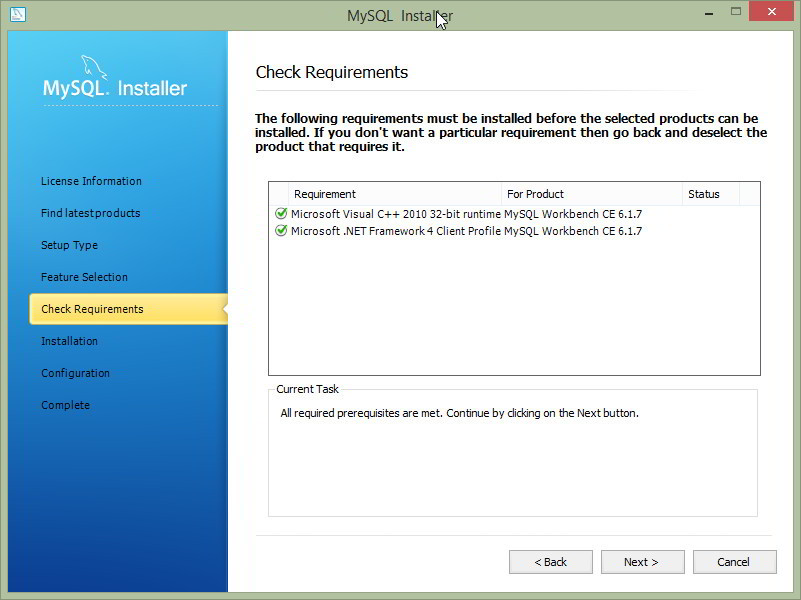 MySQL Installer
MySQL. Installer
License Information
Find latest products
Setup Type
Feature Selection
Check Requirements
Installation
Configuration
Complete
Check Requirements
The following requirements must be installed before the selected products can be
installed. If you don't want a particular requirement then go back and deselect the
product that requires it.
Requirement For Product Status
Microsoft Visual C++ 2010 32-bit runtime MySQL Workbench CE 6.1.7
Microsoft .NET Framework 4 Client Profile MySQL Workbench CE 6.1.7
Current Task
All required prerequisites are met. Continue by clicking on the Next button.
< Back Next > Cancel